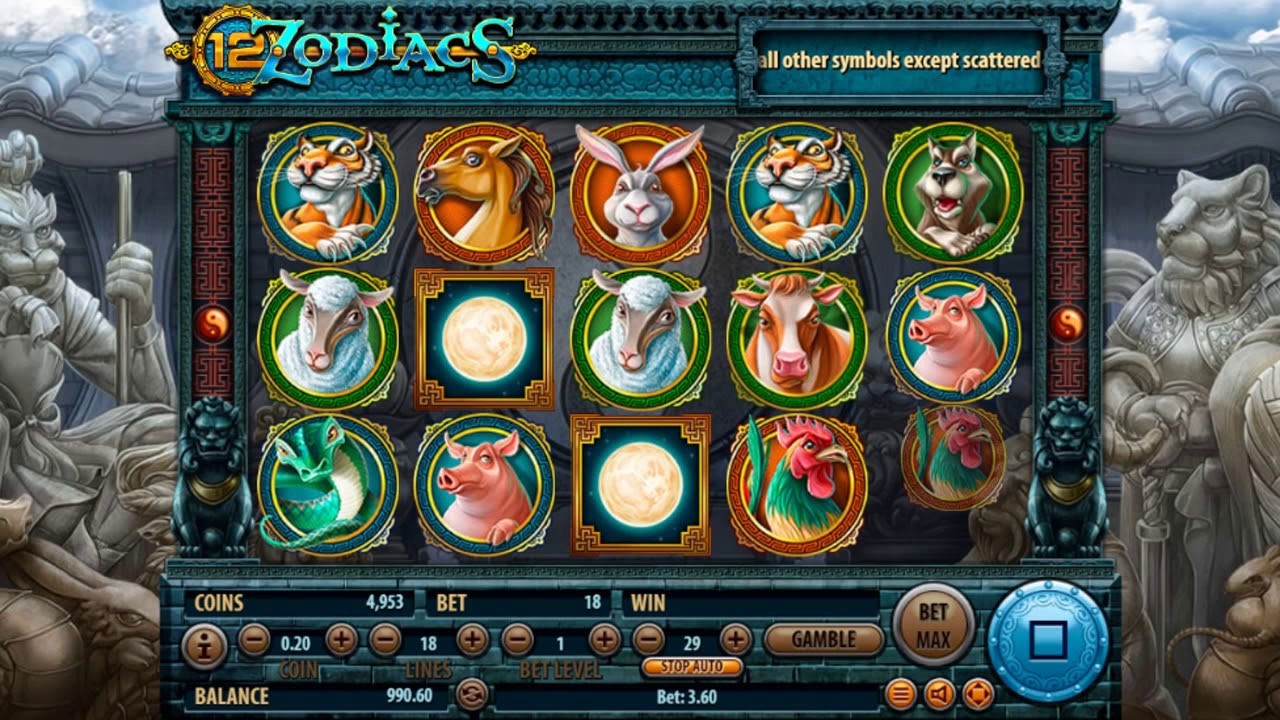 12 ZODIACS
all other symbols except scattered
COINS 4,953 BET 18 WIN
0.20 18 1 29 GAMBLE
BET MAX
COIN LINES BET LEVEL STOP AUTO
BALANCE 990.60 Bet: 3.60